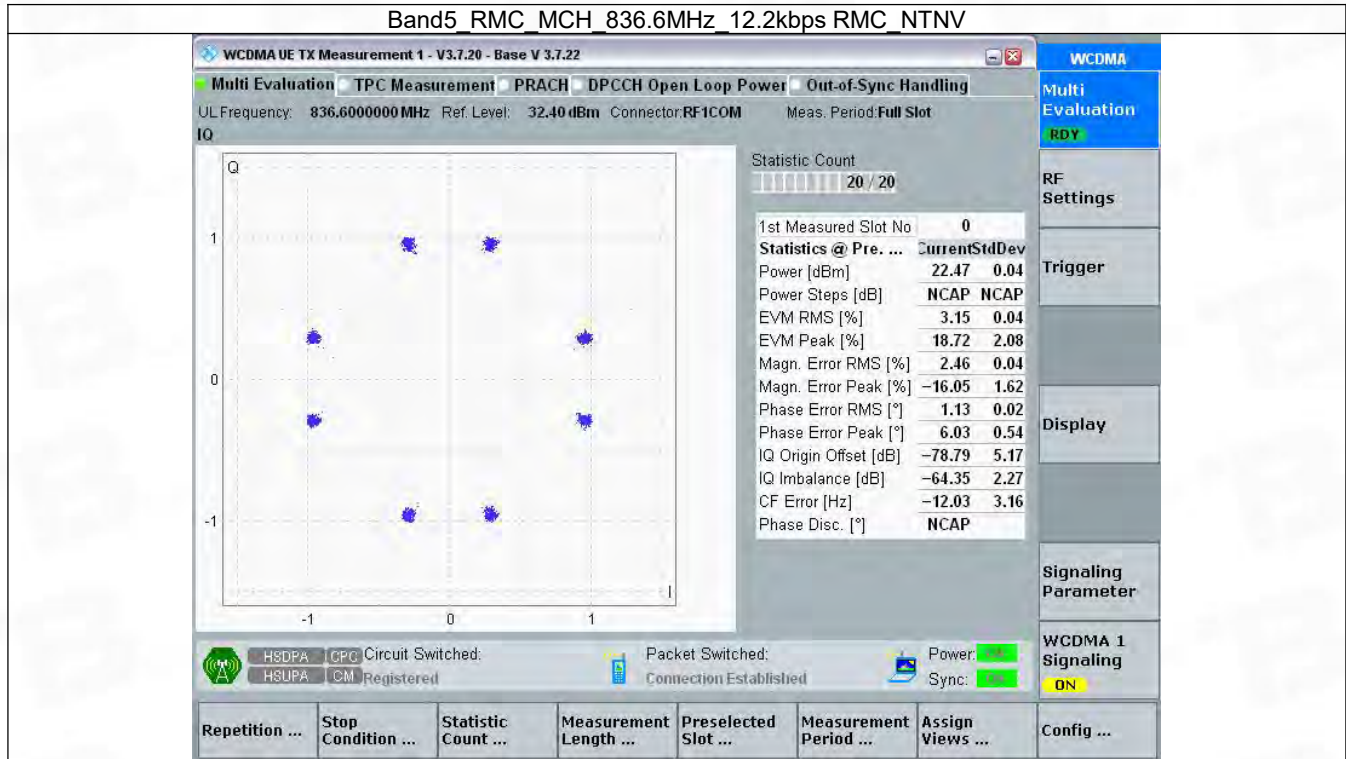 Band5_RMC_MCH_836.6MHz_12.2kbps RMC_NTNV
WCDMA UE TX Measurement 1 - V3.7.20 - Base V 3.7.22
WCDMA
Multi Evaluation TPC Measurement PRACH DPCCH Open Loop Power Out-of-Sync Handling
Multi
Evaluation
RDY
UL Frequency: 836.6000000 MHz Ref. Level: 32.40 dBm Connector:RF1COM Meas. Period:Full Slot
IQ
Q
1
0
-1
I
-1 0 1
Statistic Count
20 / 20
1st Measured Slot No 0
Statistics @ Pre. ... CurrentStdDev
Power [dBm] 22.47 0.04
Power Steps [dB] NCAP NCAP
EVM RMS [%] 3.15 0.04
EVM Peak [%] 18.72 2.08
Magn. Error RMS [%] 2.46 0.04
Magn. Error Peak [%] −16.05 1.62
Phase Error RMS [°] 1.13 0.02
Phase Error Peak [°] 6.03 0.54
IQ Origin Offset [dB] −78.79 5.17
IQ Imbalance [dB] −64.35 2.27
CF Error [Hz] −12.03 3.16
Phase Disc. [°] NCAP
RF
Settings
Trigger
Display
Signaling
Parameter
WCDMA 1
Signaling
ON
HSDPA CPC Circuit Switched: Packet Switched: Power:
HSUPA CM Registered Connection Established Sync:
Repetition ...
Stop
Condition ...
Statistic
Count ...
Measurement
Length ...
Preselected
Slot ...
Measurement
Period ...
Assign
Views ...
Config ...